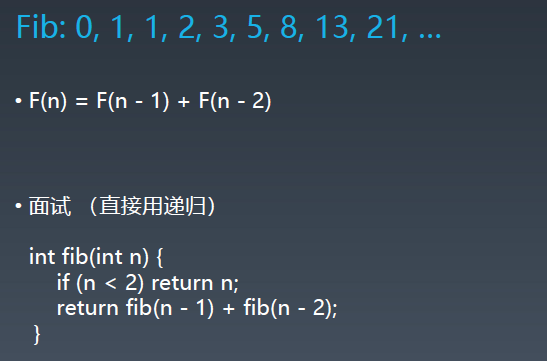 Fib: 0, 1, 1, 2, 3, 5, 8, 13, 21, ...
• F(n) = F(n - 1) + F(n - 2)
• 面试 （直接用递归）
int fib(int n) {
if (n < 2) return n;
return fib(n - 1) + fib(n - 2);
}